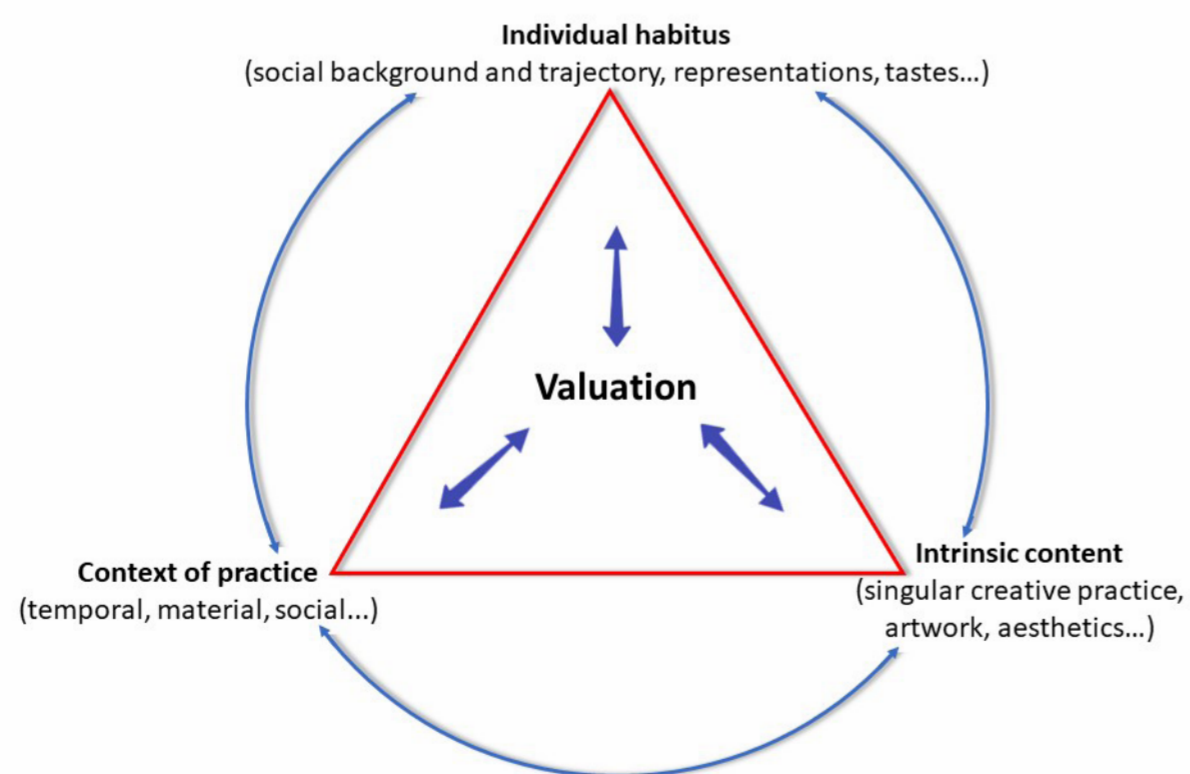 Individual habitus
(social background and trajectory, representations, tastes…)
Valuation
Context of practice
(temporal, material, social…)
Intrinsic content
(singular creative practice,
artwork, aesthetics…)